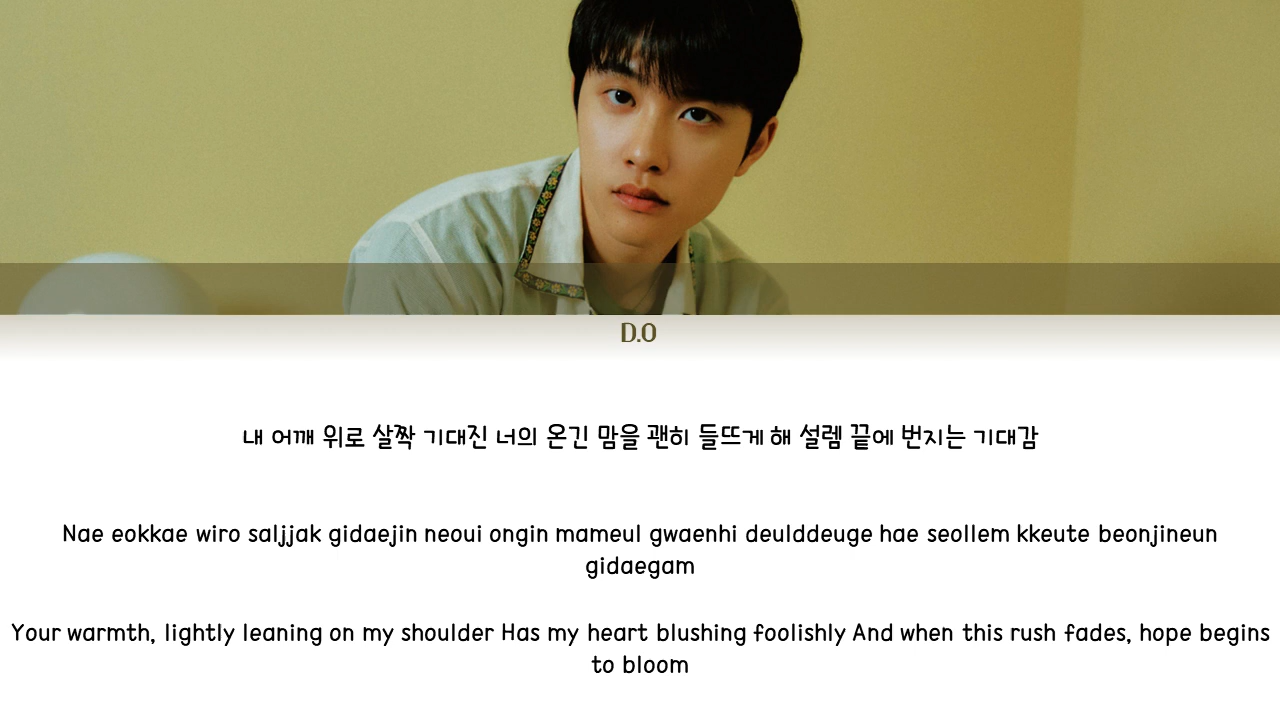 D.O
내 어깨 위로 살짝 기대진 너의 온긴 맘을 괜히 들뜨게 해 설렘 끝에 번지는 기대감
Nae eokkae wiro saljjak gidaejin neoui ongin mameul gwaenhi deulddeuge hae seollem kkeute beonjineun
gidaegam
Your warmth, lightly leaning on my shoulder Has my heart blushing foolishly And when this rush fades, hope begins
to bloom